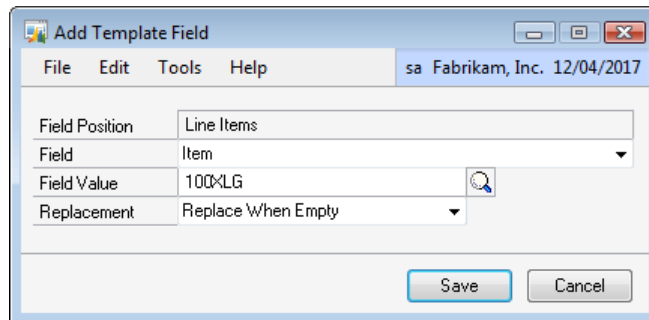 Add Template Field
File Edit Tools Help sa Fabrikam, Inc. 12/04/2017
Field Position Line Items
Field Item
Field Value 100XLG
Replacement Replace When Empty
Save Cancel